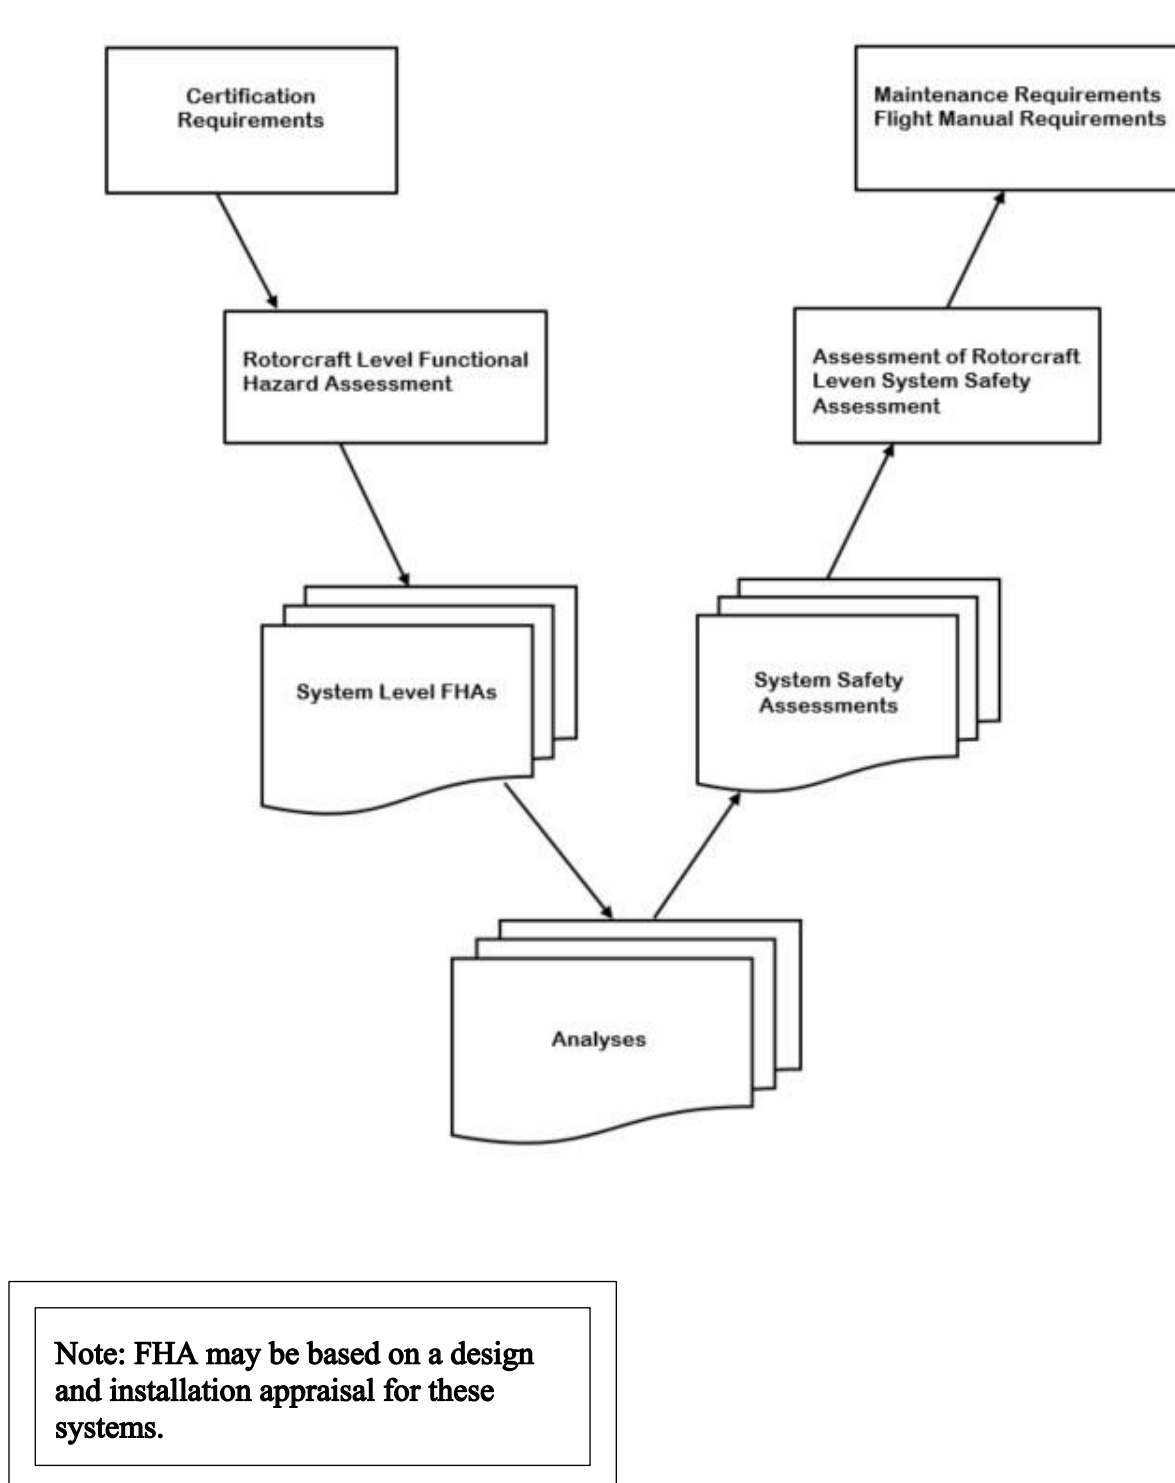 Certification
Requirements
Maintenance Requirements
Flight Manual Requirements
Rotorcraft Level Functional
Hazard Assessment
Assessment of Rotorcraft
Leven System Safety
Assessment
System Level FHAs
System Safety
Assessments
Analyses
Note: FHA may be based on a design
and installation appraisal for these
systems.